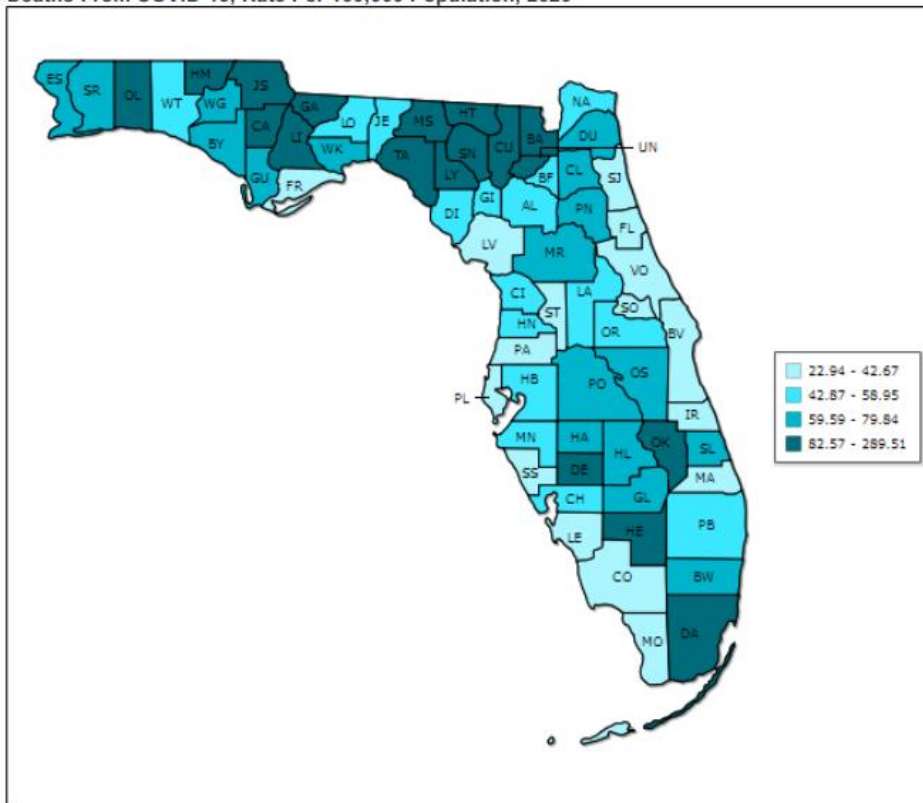 Deaths From COVID-19, Rate Per 100,000 Population, 2020
ES SR OL WT HM JS
WG GA
BY CA LI LO JE MS HT
GU WK TA SN CU BA
FR LY
NA
DU UN
BF CL SJ
DI GI AL PN
LV MR FL
VO
CI ST LA SO
HN OR BV
PA
PL HB PO OS
IR
MN HA HL OK SL
SS DE MA
CH GL
LE HE PB
CO BW
MO DA
22.94 - 42.67
42.87 - 58.95
59.59 - 79.84
82.57 - 289.51